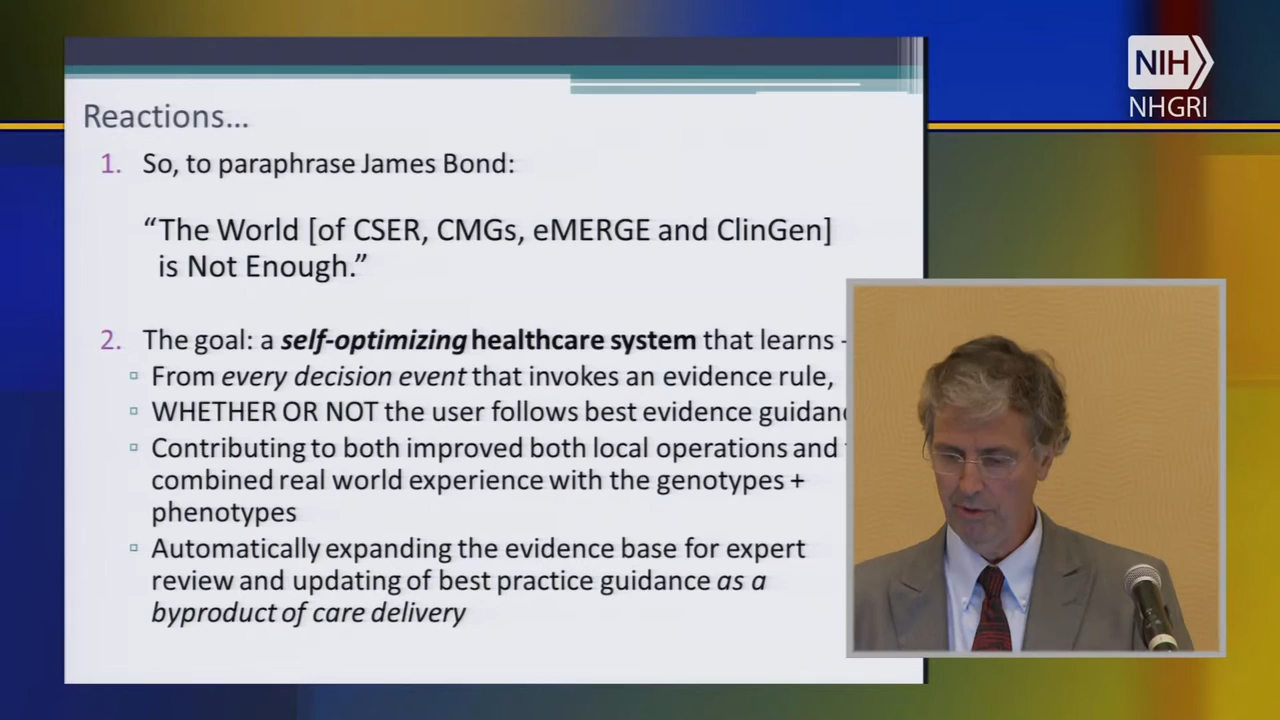 NIH
NHGRI
Reactions…
1. So, to paraphrase James Bond:
“The World [of CSER, CMGs, eMERGE and ClinGen]
is Not Enough.”
2. The goal: a self-optimizing healthcare system that learns -
▫ From every decision event that invokes an evidence rule,
▫ WHETHER OR NOT the user follows best evidence
▫ Contributing to both improved both local operations and
combined real world experience with the genotypes +
phenotypes
▫ Automatically expanding the evidence base for expert
review and updating of best practice guidance as a
byproduct of care delivery